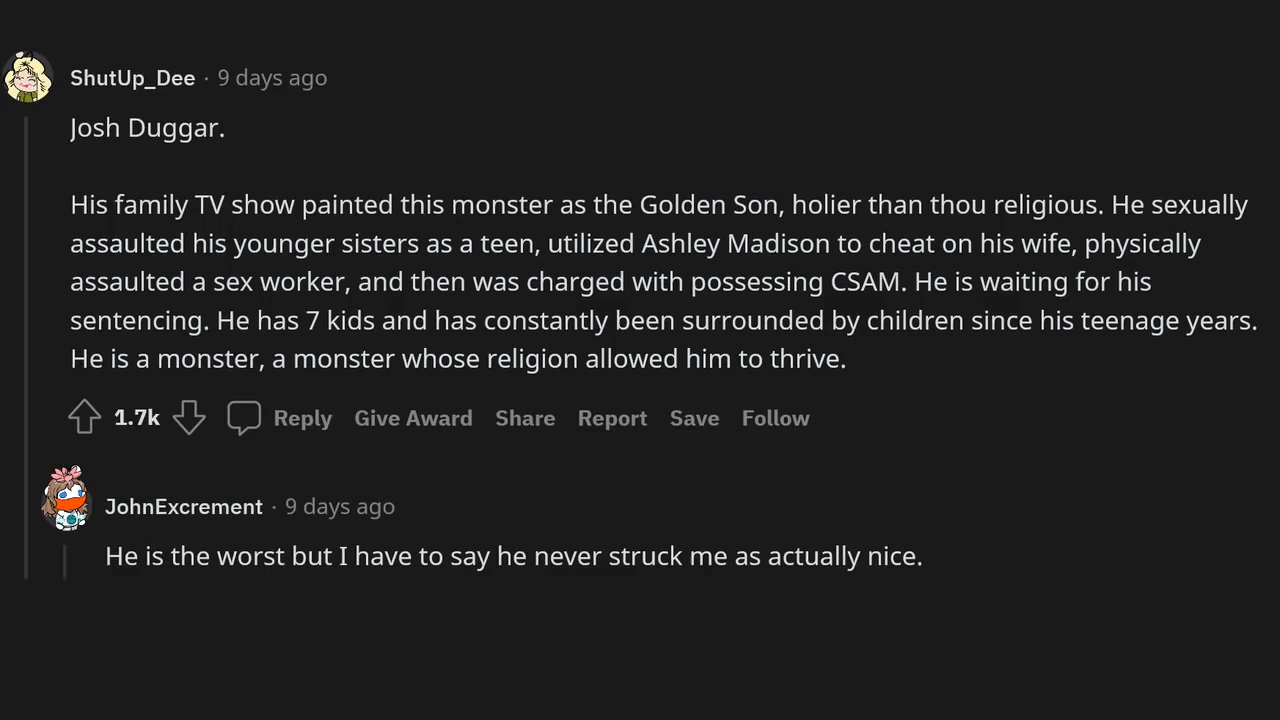 ShutUp_Dee · 9 days ago
Josh Duggar.
His family TV show painted this monster as the Golden Son, holier than thou religious. He sexually
assaulted his younger sisters as a teen, utilized Ashley Madison to cheat on his wife, physically
assaulted a sex worker, and then was charged with possessing CSAM. He is waiting for his
sentencing. He has 7 kids and has constantly been surrounded by children since his teenage years.
He is a monster, a monster whose religion allowed him to thrive.
1.7k Reply Give Award Share Report Save Follow
JohnExcrement · 9 days ago
He is the worst but I have to say he never struck me as actually nice.